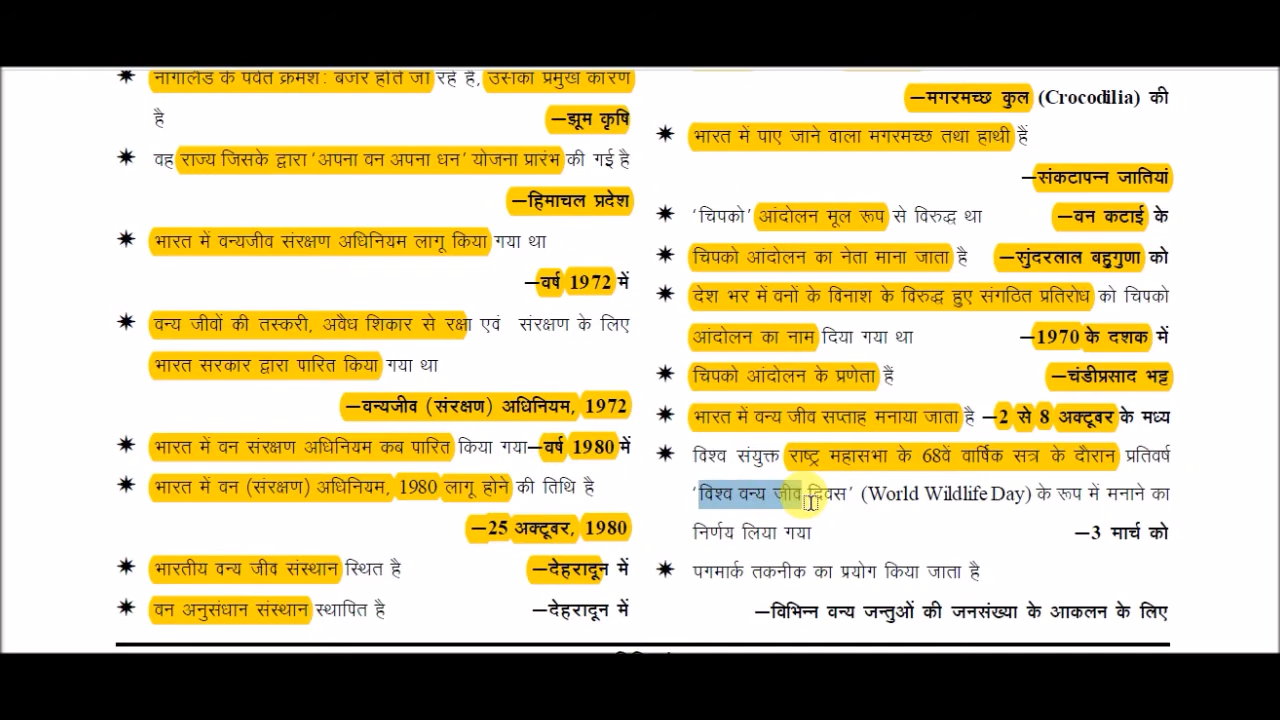 नागालैंड के पर्वत क्रमश: बंजर होते जा रहे हैं, उसका प्रमुख कारण
है —झूम कृषि
✷ वह राज्य जिसके द्वारा 'अपना वन अपना धन' योजना प्रारंभ की गई है
—हिमाचल प्रदेश
✷ भारत में वन्यजीव संरक्षण अधिनियम लागू किया गया था
—वर्ष 1972 में
✷ वन्य जीवों की तस्करी, अवैध शिकार से रक्षा एवं संरक्षण के लिए
भारत सरकार द्वारा पारित किया गया था
—वन्यजीव (संरक्षण) अधिनियम, 1972
✷ भारत में वन संरक्षण अधिनियम कब पारित किया गया—वर्ष 1980 में
✷ भारत में वन (संरक्षण) अधिनियम, 1980 लागू होने की तिथि है
—25 अक्टूबर, 1980
✷ भारतीय वन्य जीव संस्थान स्थित है —देहरादून में
✷ वन अनुसंधान संस्थान स्थापित है —देहरादून में
—मगरमच्छ कुल (Crocodilia) की
✷ भारत में पाए जाने वाला मगरमच्छ तथा हाथी हैं
—संकटापन्न जातियां
✷ 'चिपको' आंदोलन मूल रूप से विरुद्ध था —वन कटाई के
✷ चिपको आंदोलन का नेता माना जाता है —सुंदरलाल बहुगुणा को
✷ देश भर में वनों के विनाश के विरुद्ध हुए संगठित प्रतिरोध को चिपको
आंदोलन का नाम दिया गया था —1970 के दशक में
✷ चिपको आंदोलन के प्रणेता हैं —चंडीप्रसाद भट्ट
✷ भारत में वन्य जीव सप्ताह मनाया जाता है —2 से 8 अक्टूबर के मध्य
✷ विश्व संयुक्त राष्ट्र महासभा के 68वें वार्षिक सत्र के दौरान प्रतिवर्ष
'विश्व वन्य जीव दिवस' (World Wildlife Day) के रूप में मनाने का
निर्णय लिया गया —3 मार्च को
✷ पगमार्क तकनीक का प्रयोग किया जाता है
—विभिन्न वन्य जन्तुओं की जनसंख्या के आकलन के लिए